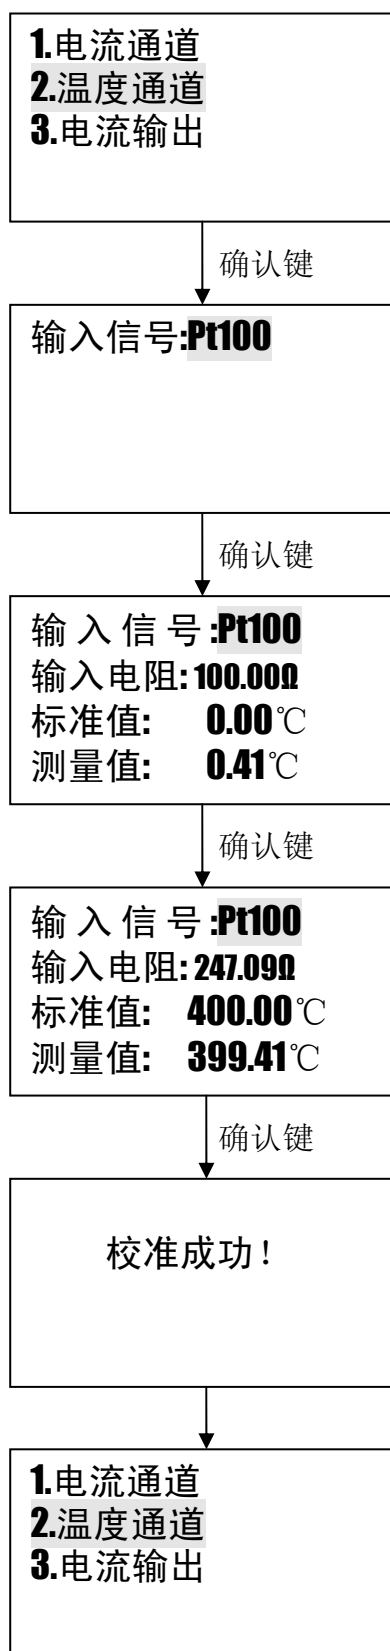 1.电流通道
2.温度通道
3.电流输出
确认键
输入信号:Pt100
确认键
输入信号:Pt100
输入电阻:100.00Ω
标准值: 0.00℃
测量值: 0.41℃
确认键
输入信号:Pt100
输入电阻:247.09Ω
标准值: 400.00℃
测量值: 399.41℃
确认键
校准成功!
1.电流通道
2.温度通道
3.电流输出